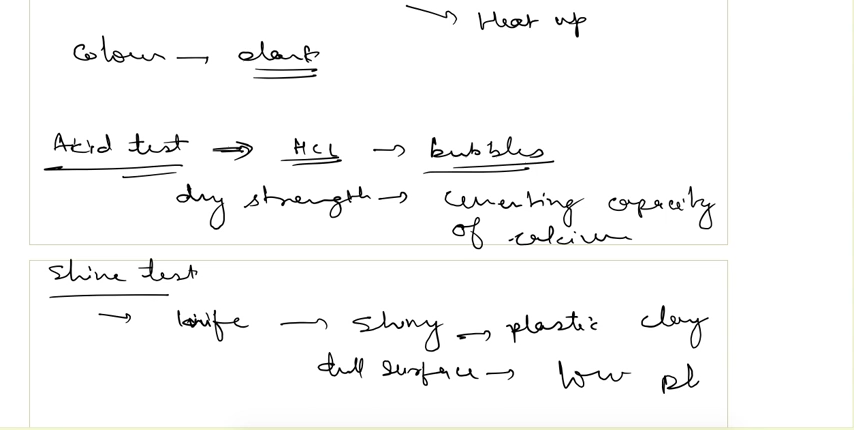 → Heat up
Colour → dark
Acid test ⇒ HCl → bubbles
dry strength → cementing capacity
of calcium
Shine test
→ knife → Shiny → plastic clay
dull surface → low pl